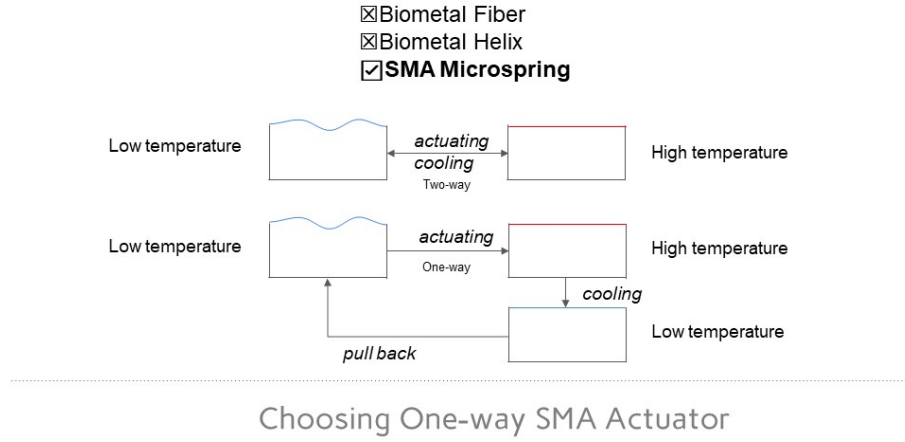 ☒Biometal Fiber
☒Biometal Helix
☑SMA Microspring
Low temperature
actuating
cooling
Two-way
High temperature
Low temperature
actuating
One-way
High temperature
cooling
Low temperature
pull back
Choosing One-way SMA Actuator